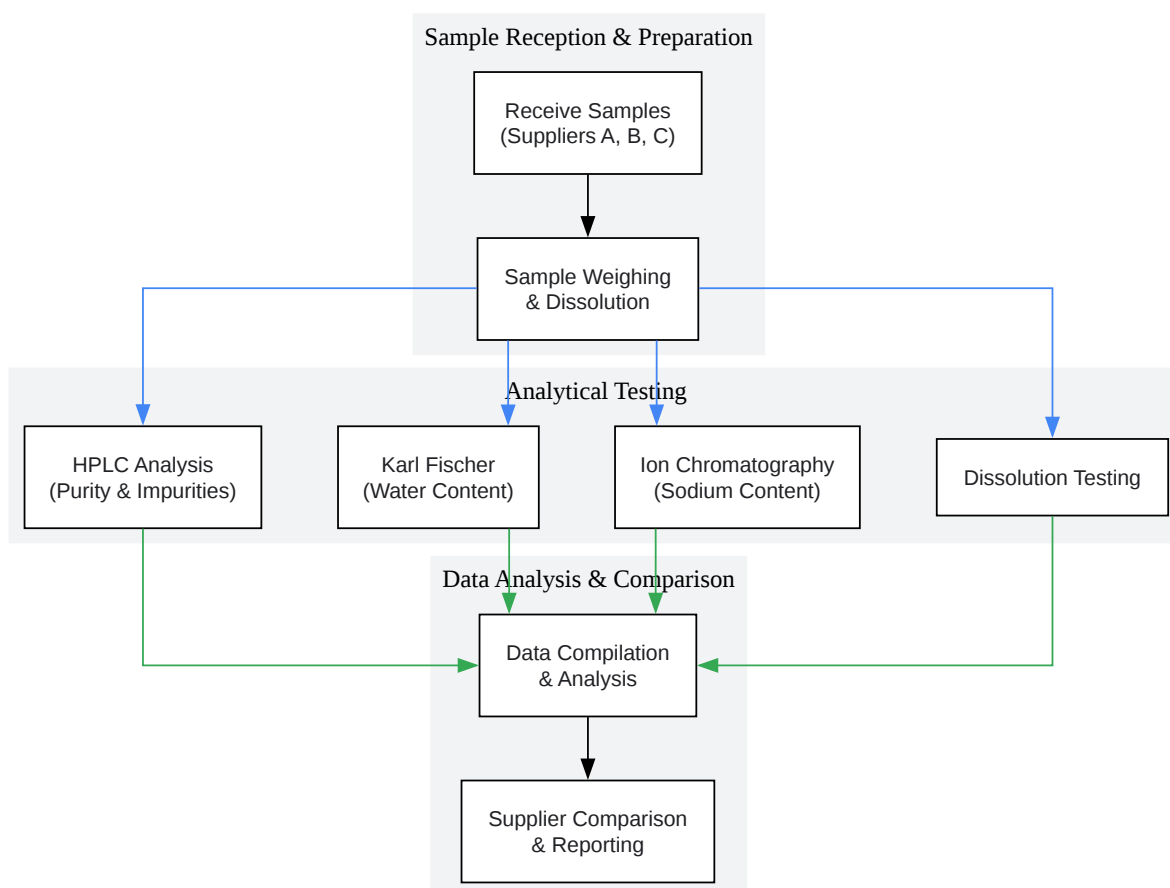 Sample Reception & Preparation
Receive Samples
(Suppliers A, B, C)
Sample Weighing
& Dissolution
Analytical Testing
HPLC Analysis
(Purity & Impurities)
Karl Fischer
(Water Content)
Ion Chromatography
(Sodium Content)
Dissolution Testing
Data Analysis & Comparison
Data Compilation
& Analysis
Supplier Comparison
& Reporting